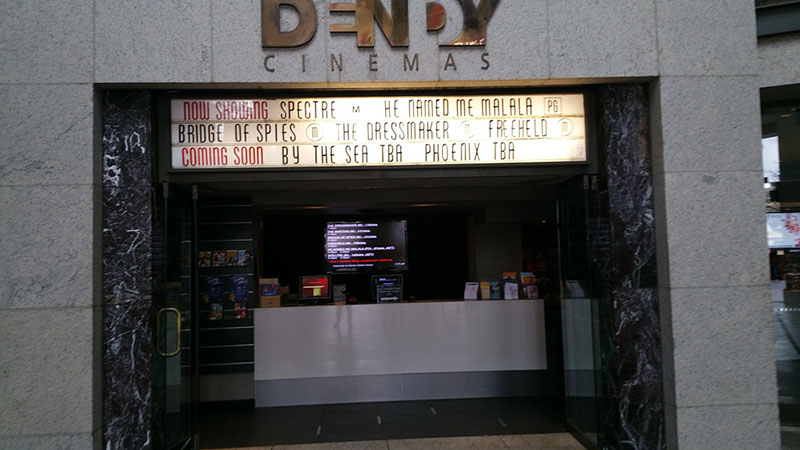 DENDY
CINEMAS
NOW SHOWING SPECTRE M HE NAMED ME MALALA PG
BRIDGE OF SPIES M THE DRESSMAKER M FREEHELD M
COMING SOON BY THE SEA TBA PHOENIX TBA